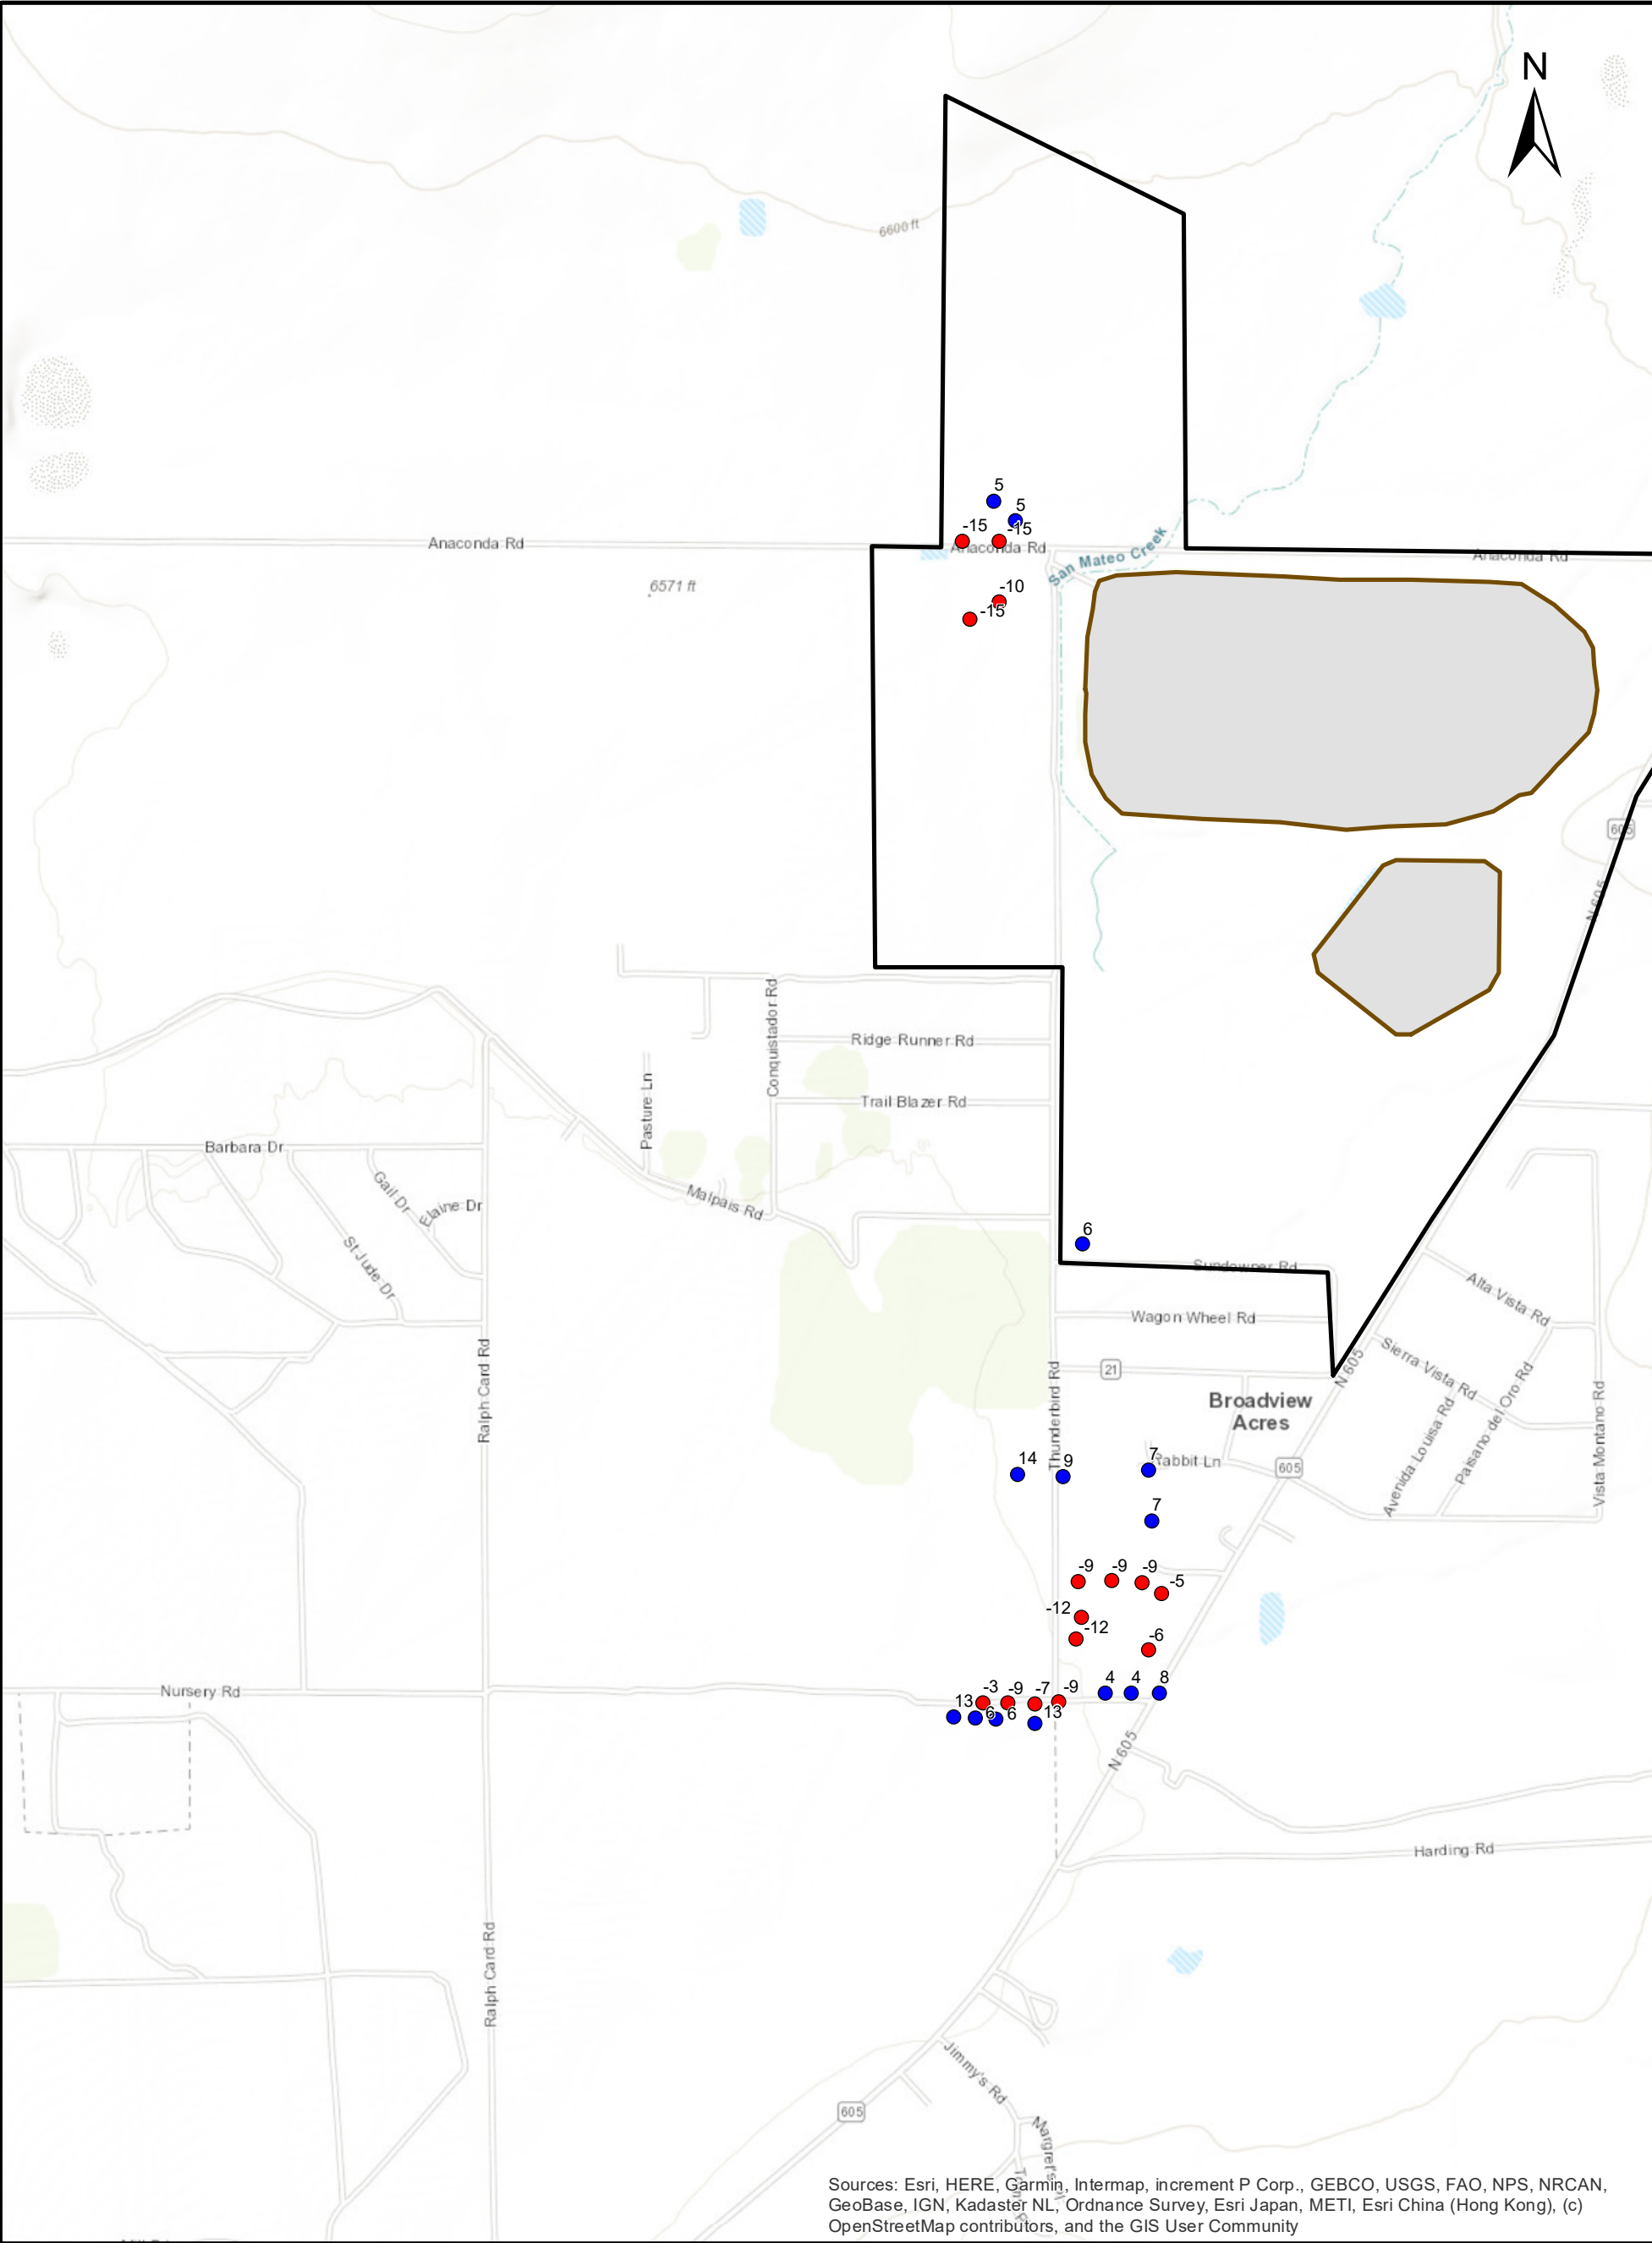 N
6600 ft
5
5
-15
-15
Anaconda Rd
Anaconda Rd
San Mateo Creek
Anaconda Rd
6571 ft
-10
-15
605
N 605
Conquistador Rd
Ridge Runner Rd
Pasture Ln
Trail Blazer Rd
Barbara Dr
Gail Dr
Elaine Dr
Malpais Rd
St Jude Dr
6
Sundowner Rd
Alta Vista Rd
Wagon Wheel Rd
Sierra Vista Rd
N 605
21
Ralph Card Rd
Thunderbird Rd
Broadview
Acres
Avenida Louisa Rd
Paisano del Oro Rd
Vista Montano Rd
14
9
7
Rabbit Ln
605
7
-9
-9
-9
-5
-12
-12
-6
Nursery Rd
-3
-9
-7
-9
4
4
8
13
6
6
13
N 605
Harding Rd
Ralph Card Rd
Jimmy's Rd
605
Sources: Esri, HERE, Garmin, Intermap, increment P Corp., GEBCO, USGS, FAO, NPS, NRCAN,
GeoBase, IGN, Kadaster NL, Ordnance Survey, Esri Japan, METI, Esri China (Hong Kong), (c)
OpenStreetMap contributors, and the GIS User Community